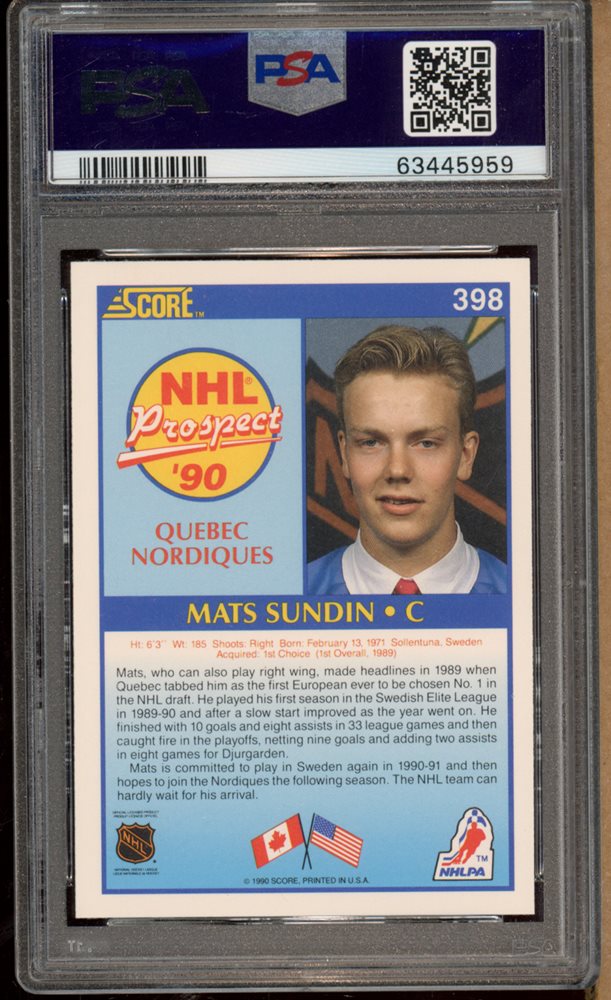 PSA
PSA
63445959
SCORE™
398
NHL®
Prospect
'90
QUEBEC
NORDIQUES
MATS SUNDIN • C
Ht: 6'3" Wt: 185 Shoots: Right Born: February 13, 1971 Sollentuna, Sweden
Acquired: 1st Choice (1st Overall, 1989)
Mats, who can also play right wing, made headlines in 1989 when
Quebec tabbed him as the first European ever to be chosen No. 1 in
the NHL draft. He played his first season in the Swedish Elite League
in 1989-90 and after a slow start improved as the year went on. He
finished with 10 goals and eight assists in 33 league games and then
caught fire in the playoffs, netting nine goals and adding two assists
in eight games for Djurgarden.
Mats is committed to play in Sweden again in 1990-91 and then
hopes to join the Nordiques the following season. The NHL team can
hardly wait for his arrival.
NHL
NATIONAL HOCKEY LEAGUE
© 1990 SCORE, PRINTED IN U.S.A.
TM
NHLPA